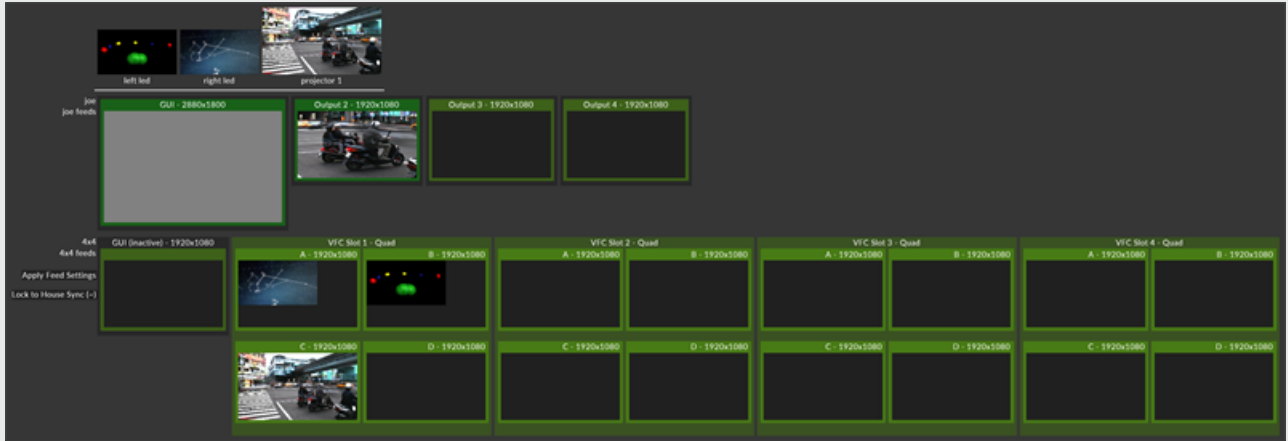 left led
right led
projector 1
joe
joe feeds
GUI - 2880x1800
Output 2 - 1920x1080
Output 3 - 1920x1080
Output 4 - 1920x1080
4x4
4x4 feeds
Apply Feed Settings
Lock to House Sync (~)
GUI (inactive) - 1920x1080
VFC Slot 1 - Quad
A - 1920x1080
B - 1920x1080
C - 1920x1080
D - 1920x1080
VFC Slot 2 - Quad
A - 1920x1080
B - 1920x1080
C - 1920x1080
D - 1920x1080
VFC Slot 3 - Quad
A - 1920x1080
B - 1920x1080
C - 1920x1080
D - 1920x1080
VFC Slot 4 - Quad
A - 1920x1080
B - 1920x1080
C - 1920x1080
D - 1920x1080